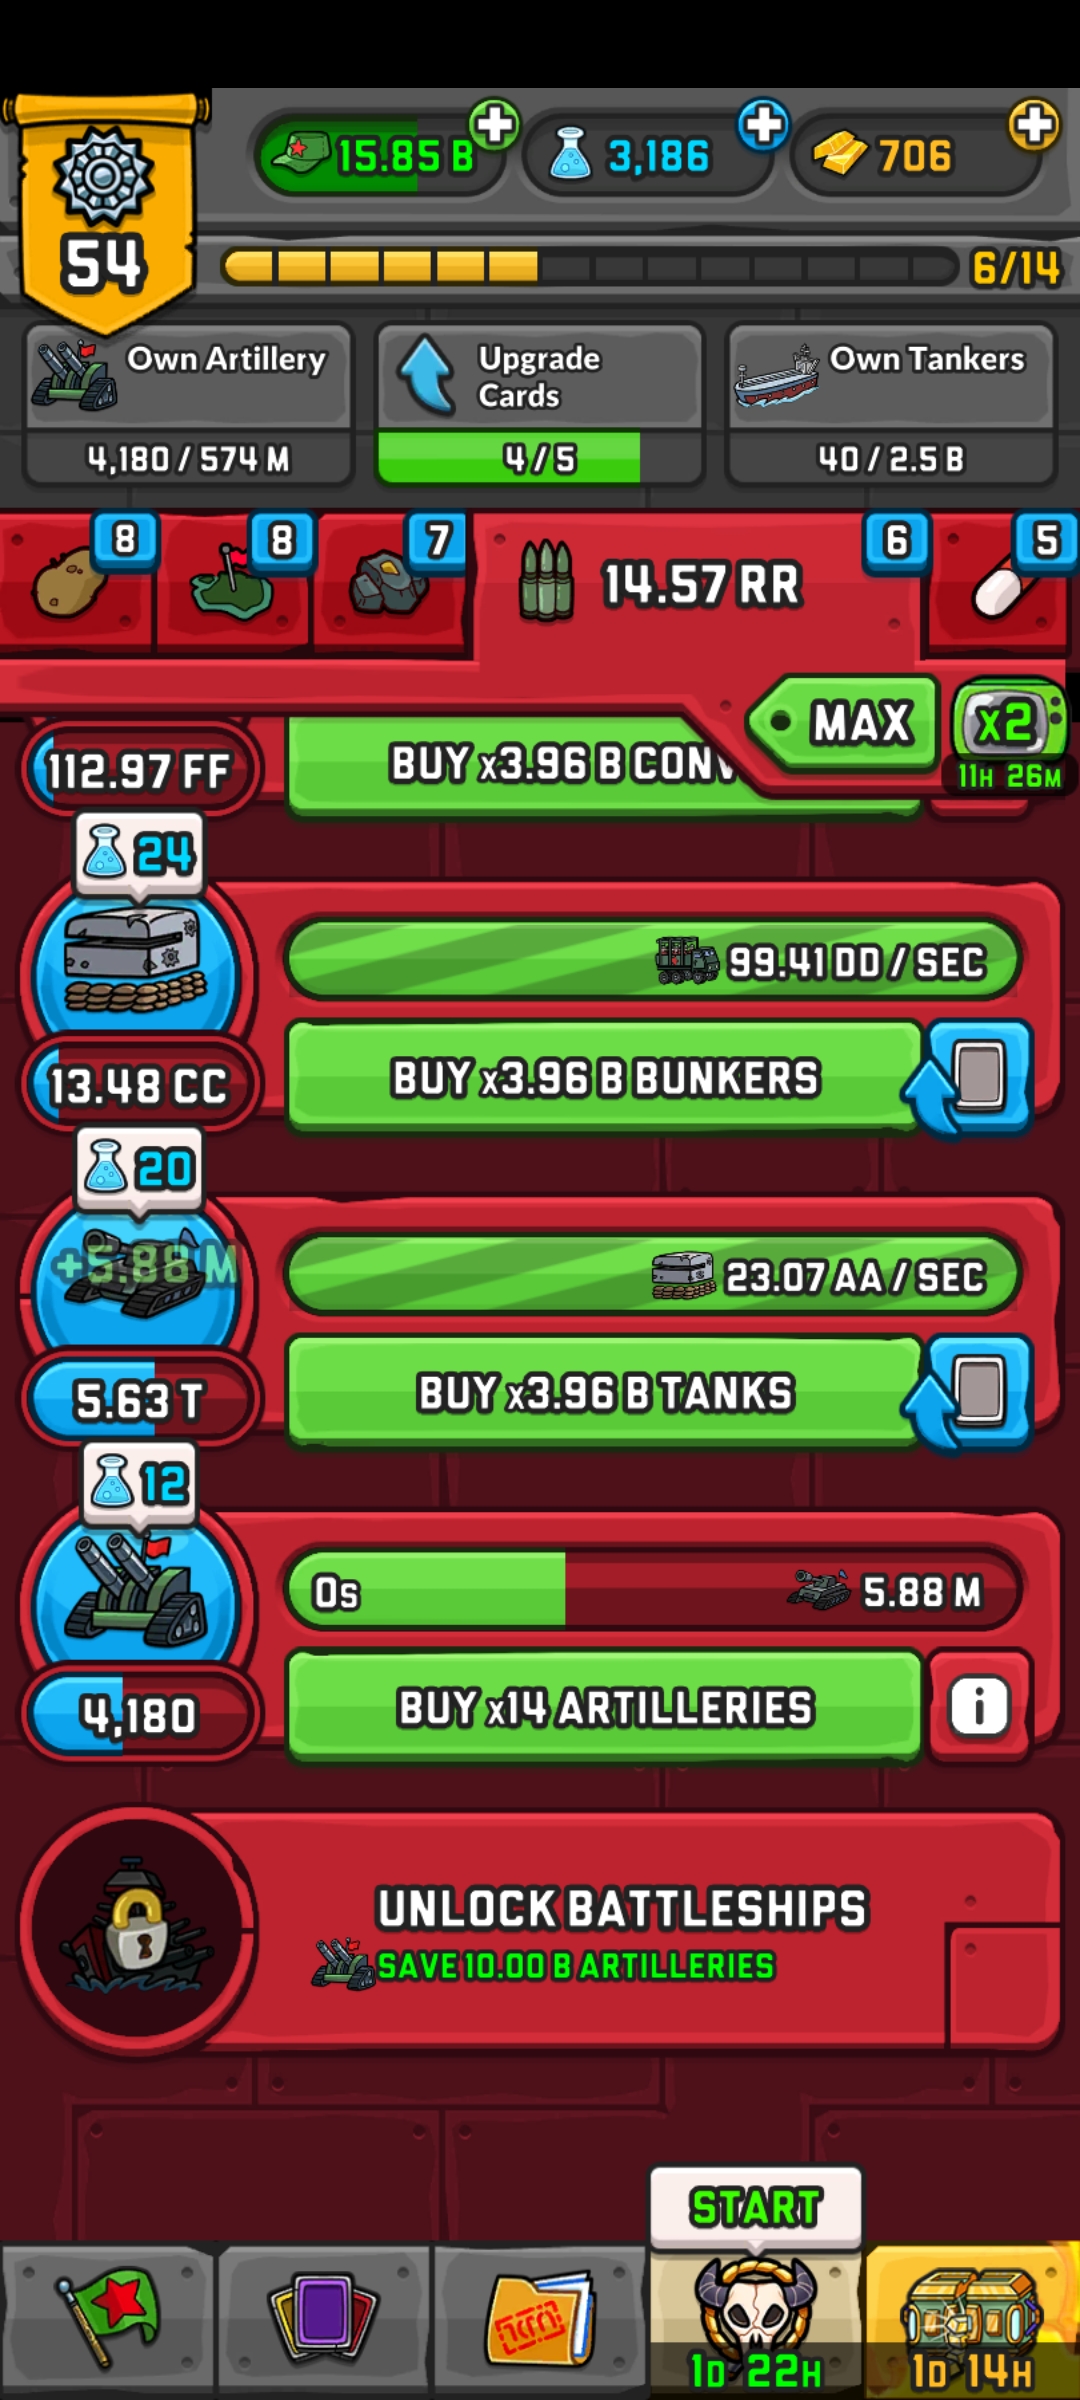 15.85 B
3,186
706
54
6/14
Own Artillery
4,180 / 574 M
Upgrade
Cards
4 / 5
Own Tankers
40 / 2.5 B
8
8
7
14.57 RR
6
5
MAX
x2
11H 26M
112.97 FF
BUY x3.96 B CONV
24
99.41 DD / SEC
13.48 CC
BUY x3.96 B BUNKERS
20
+5.88 M
23.07 AA / SEC
5.63 T
BUY x3.96 B TANKS
12
0s
5.88 M
4,180
BUY x14 ARTILLERIES
i
UNLOCK BATTLESHIPS
SAVE 10.00 B ARTILLERIES
START
1D 22H
1D 14H